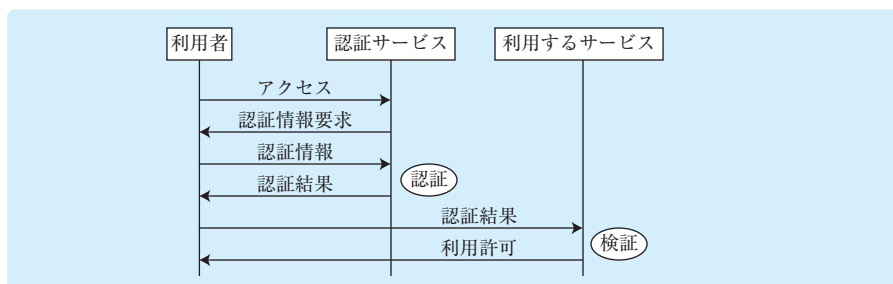 利用者 認証サービス 利用するサービス
アクセス
認証情報要求
認証情報
認証
認証結果
認証結果
検証
利用許可